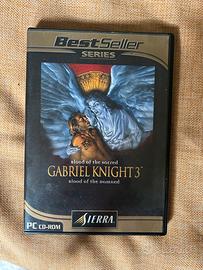 BestSeller
SERIES
blood of the sacred
GABRIEL KNIGHT 3
blood of the damned
PC CD-ROM
SIERRA